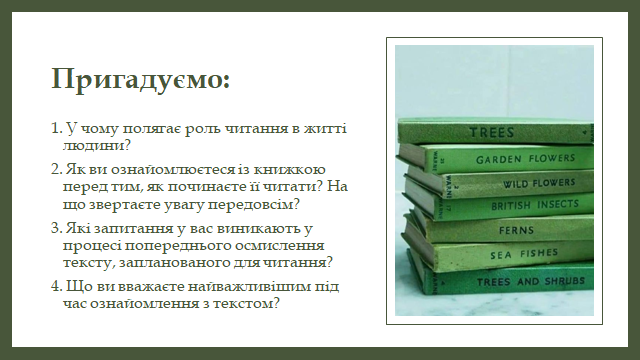 Пригадуємо:
1. У чому полягає роль читання в житті
людини?
2. Як ви ознайомлюєтеся із книжкою
перед тим, як починаєте її читати? На
що звертаєте увагу передовсім?
3. Які запитання у вас виникають у
процесі попереднього осмислення
тексту, запланованого для читання?
4. Що ви вважаєте найважливішим під
час ознайомлення з текстом?
TREES
GARDEN FLOWERS
WILD FLOWERS
BRITISH INSECTS
FERNS
SEA FISHES
TREES AND SHRUBS